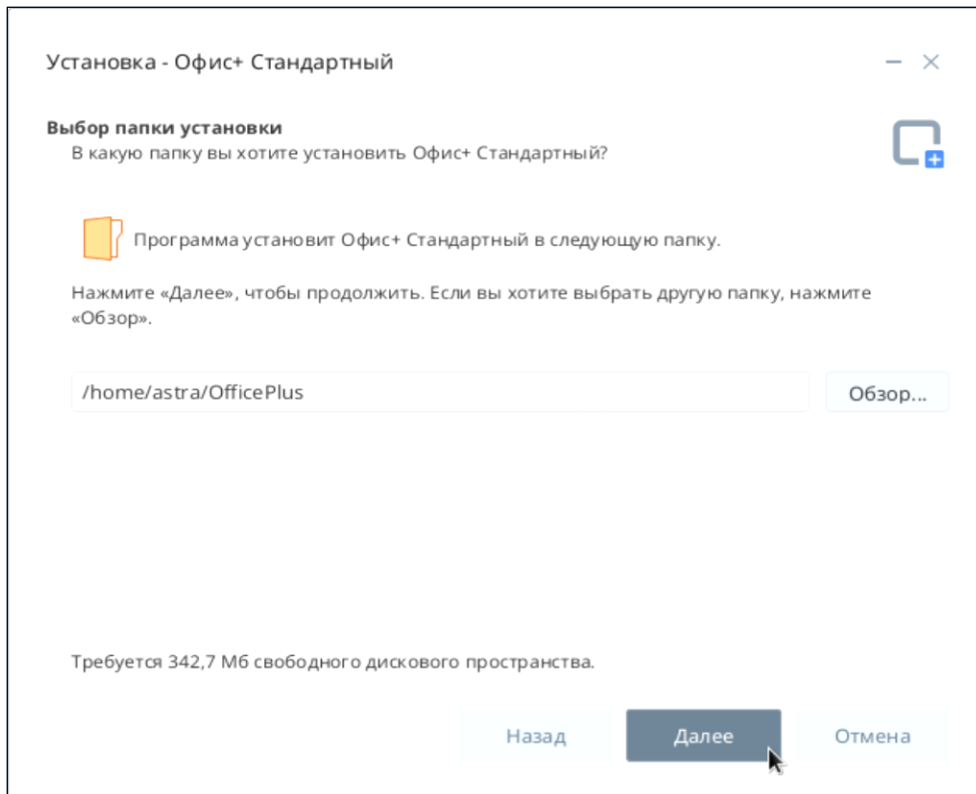 Установка - Офис+ Стандартный
Выбор папки установки
В какую папку вы хотите установить Офис+ Стандартный?
Программа установит Офис+ Стандартный в следующую папку.
Нажмите «Далее», чтобы продолжить. Если вы хотите выбрать другую папку, нажмите
«Обзор».
/home/astra/OfficePlus
Обзор...
Требуется 342,7 Мб свободного дискового пространства.
Назад
Далее
Отмена